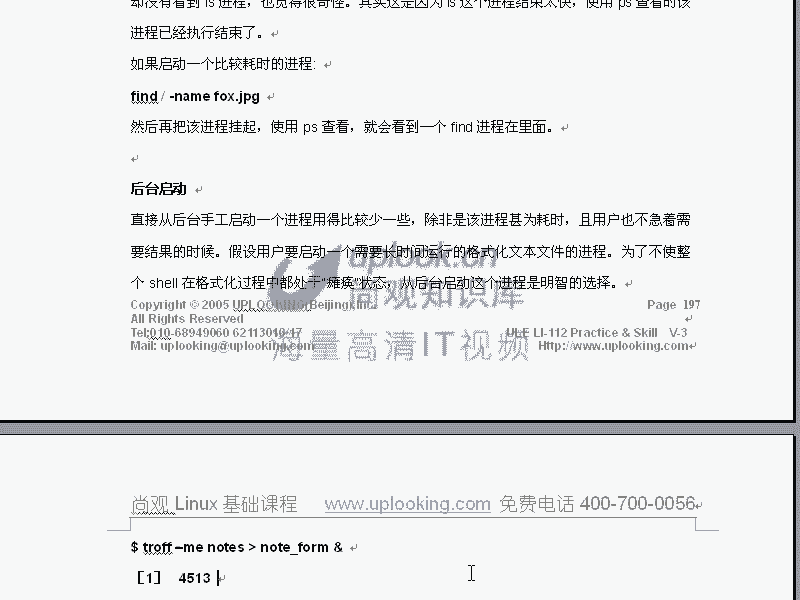 却没有看到 ls 进程，也觉得很奇怪。其实这是因为 ls 这个进程结束太快，使用 ps 查看时该
进程已经执行结束了。
如果启动一个比较耗时的进程:
find / -name fox.jpg
然后再把该进程挂起，使用 ps 查看，就会看到一个 find 进程在里面。
后台启动
直接从后台手工启动一个进程用得比较少一些，除非是该进程甚为耗时，且用户也不急着需
要结果的时候。假设用户要启动一个需要长时间运行的格式化文本文件的进程。为了不使整
个 shell 在格式化过程中都处于“瘫痪”状态，从后台启动这个进程是明智的选择。
uplook.cn
尚观知识库
海量高清IT视频
Copyright © 2005 UPLOOKING Beijing Inc. Page 197
All Rights Reserved
Tel:010-68949060 62113010/17 ULE LI-112 Practice & Skill V-3
Mail: uplooking@uplooking.com Http://www.uplooking.com
尚观 Linux 基础课程 www.uplooking.com 免费电话 400-700-0056
$ troff –me notes > note_form &
［1］ 4513